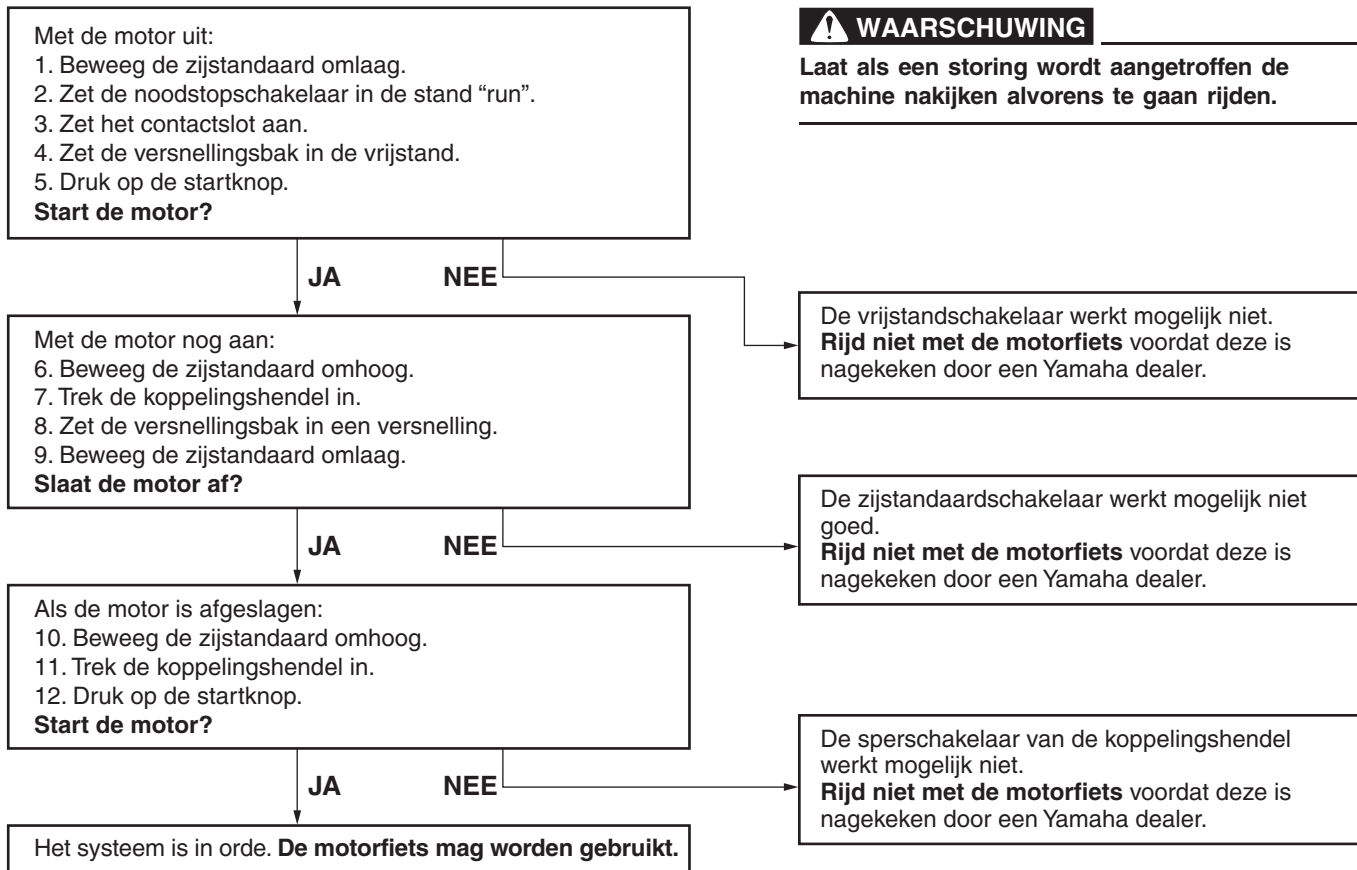 Met de motor uit:
1. Beweeg de zijstandaard omlaag.
2. Zet de noodstopschakelaar in de stand “run”.
3. Zet het contactslot aan.
4. Zet de versnellingsbak in de vrijstand.
5. Druk op de startknop.
Start de motor?
WAARSCHUWING
Laat als een storing wordt aangetroffen de
machine nakijken alvorens te gaan rijden.
JA NEE
De vrijstandschakelaar werkt mogelijk niet.
Rijd niet met de motorfiets voordat deze is
nagekeken door een Yamaha dealer.
Met de motor nog aan:
6. Beweeg de zijstandaard omhoog.
7. Trek de koppelingshendel in.
8. Zet de versnellingsbak in een versnelling.
9. Beweeg de zijstandaard omlaag.
Slaat de motor af?
JA NEE
De zijstandaardschakelaar werkt mogelijk niet
goed.
Rijd niet met de motorfiets voordat deze is
nagekeken door een Yamaha dealer.
Als de motor is afgeslagen:
10. Beweeg de zijstandaard omhoog.
11. Trek de koppelingshendel in.
12. Druk op de startknop.
Start de motor?
JA NEE
De sperschakelaar van de koppelingshendel
werkt mogelijk niet.
Rijd niet met de motorfiets voordat deze is
nagekeken door een Yamaha dealer.
Het systeem is in orde. De motorfiets mag worden gebruikt.